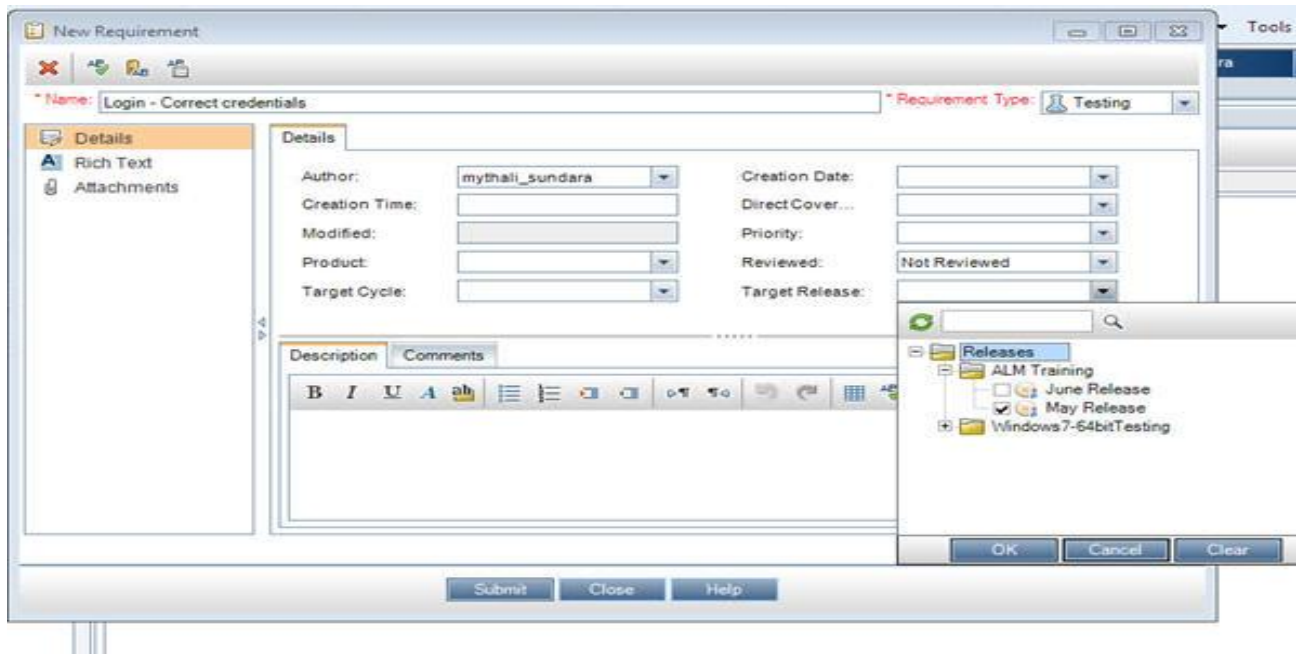 New Requirement
Tools
* Name: Login - Correct credentials * Requirement Type: Testing
ra
Details
Rich Text
Attachments
Details
Author: mythali_sundara Creation Date:
Creation Time: Direct Cover...
Modified: Priority:
Product: Reviewed: Not Reviewed
Target Cycle: Target Release:
Releases
ALM Training
June Release
May Release
Windows7-64bitTesting
OK Cancel Clear
Description Comments
B I U A ab
Submit Close Help